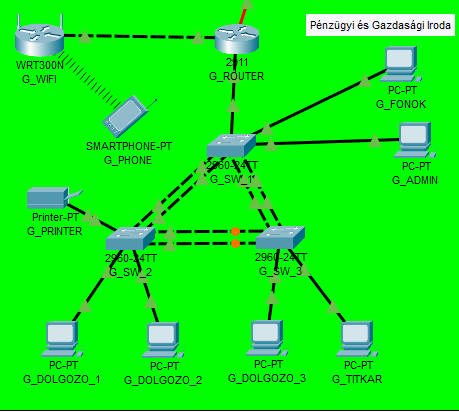 Pénzügyi és Gazdasági Iroda
WRT300N
G_WIFI
2911
G_ROUTER
PC-PT
G_FONOK
SMARTPHONE-PT
G_PHONE
2960-24TT
G_SW_1
PC-PT
G_ADMIN
Printer-PT
G_PRINTER
2960-24TT
G_SW_2
2960-24TT
G_SW_3
PC-PT
G_DOLGOZO_1
PC-PT
G_DOLGOZO_2
PC-PT
G_DOLGOZO_3
PC-PT
G_TITKAR